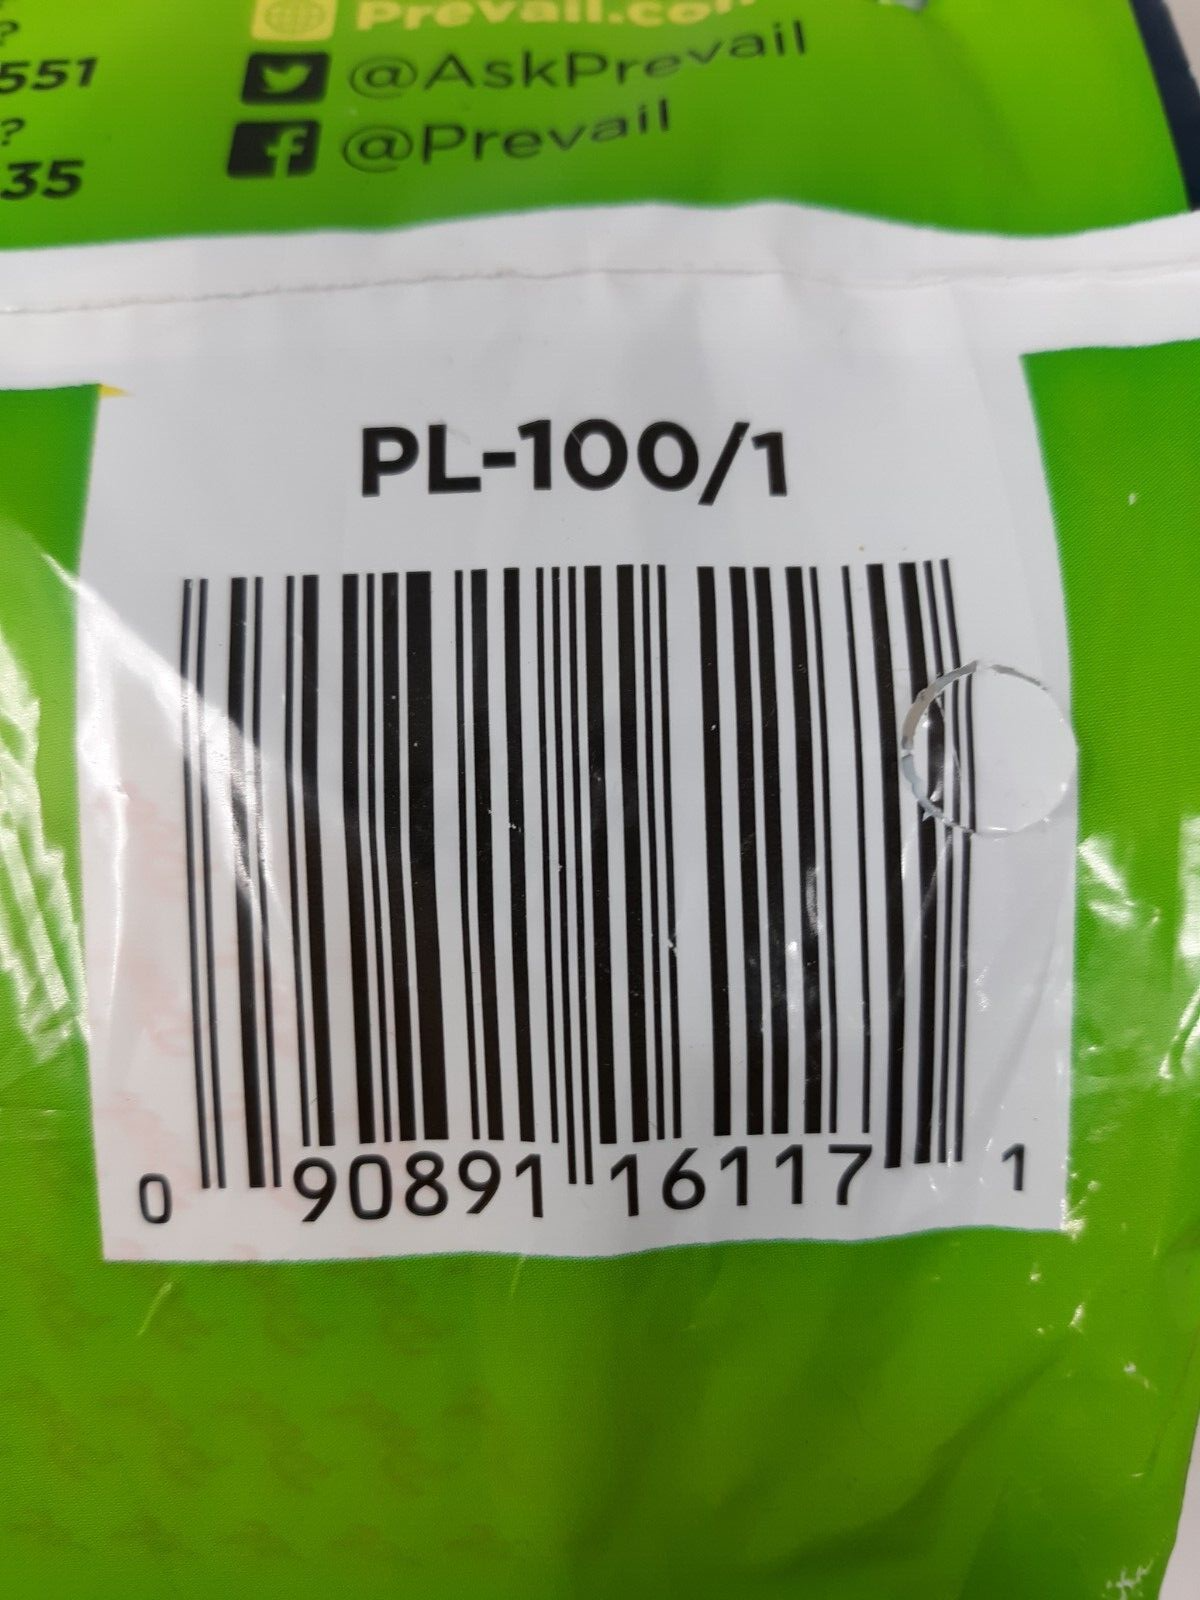 ?
Prevail.com
551
@AskPrevail
?
@Prevail
35
PL-100/1
0 90891 16117 1